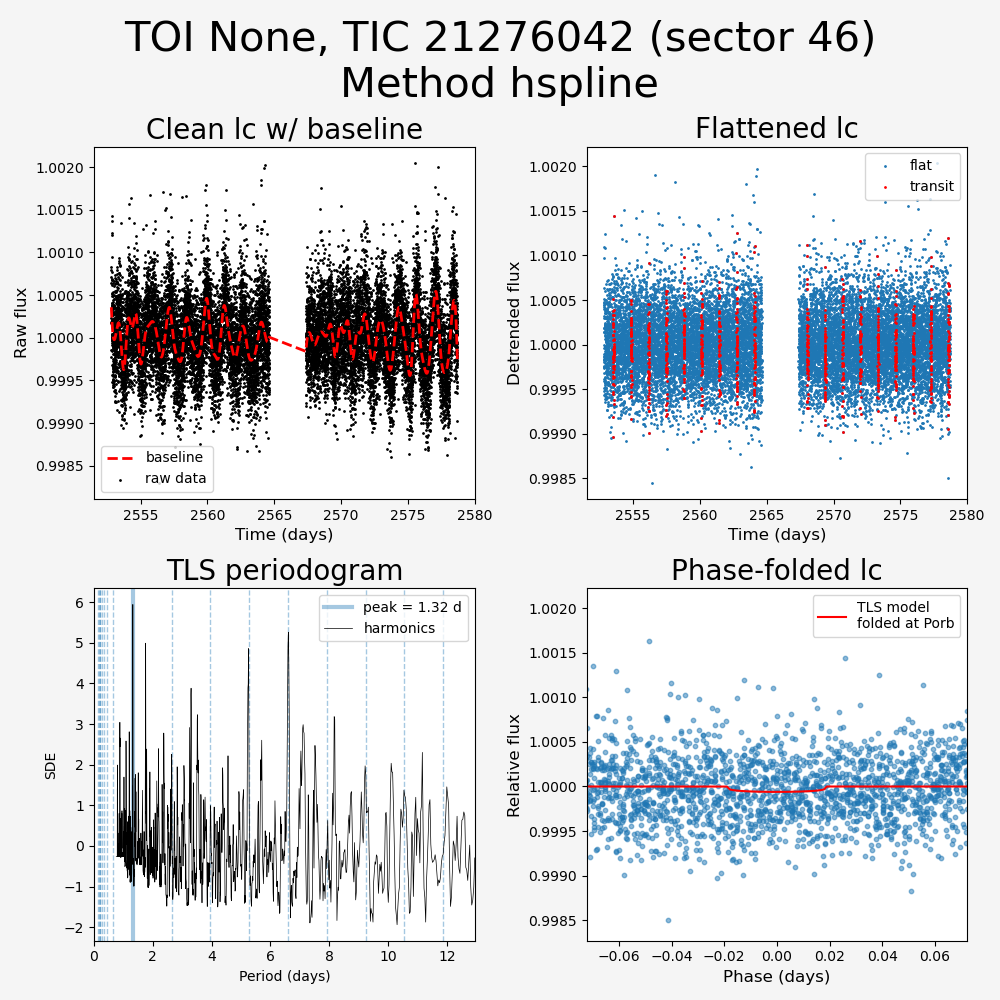 TOI None, TIC 21276042 (sector 46)
Method hspline
Clean lc w/ baseline
Raw flux
1.0020
1.0015
1.0010
1.0005
1.0000
0.9995
0.9990
0.9985
baseline
raw data
2555 2560 2565 2570 2575 2580
Time (days)
Flattened lc
Detrended flux
1.0020
1.0015
1.0010
1.0005
1.0000
0.9995
0.9990
0.9985
flat
transit
2555 2560 2565 2570 2575 2580
Time (days)
TLS periodogram
SDE
6
5
4
3
2
1
0
−1
−2
peak = 1.32 d
harmonics
0 2 4 6 8 10 12
Period (days)
Phase-folded lc
Relative flux
1.0020
1.0015
1.0010
1.0005
1.0000
0.9995
0.9990
0.9985
TLS model
folded at Porb
−0.06 −0.04 −0.02 0.00 0.02 0.04 0.06
Phase (days)